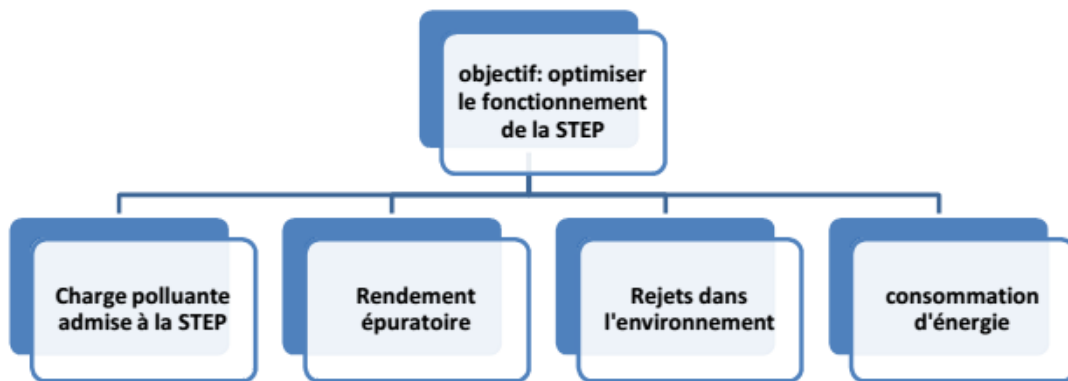 objectif: optimiser
le fonctionnement
de la STEP
Charge polluante
admise à la STEP
Rendement
épuratoire
Rejets dans
l'environnement
consommation
d'énergie